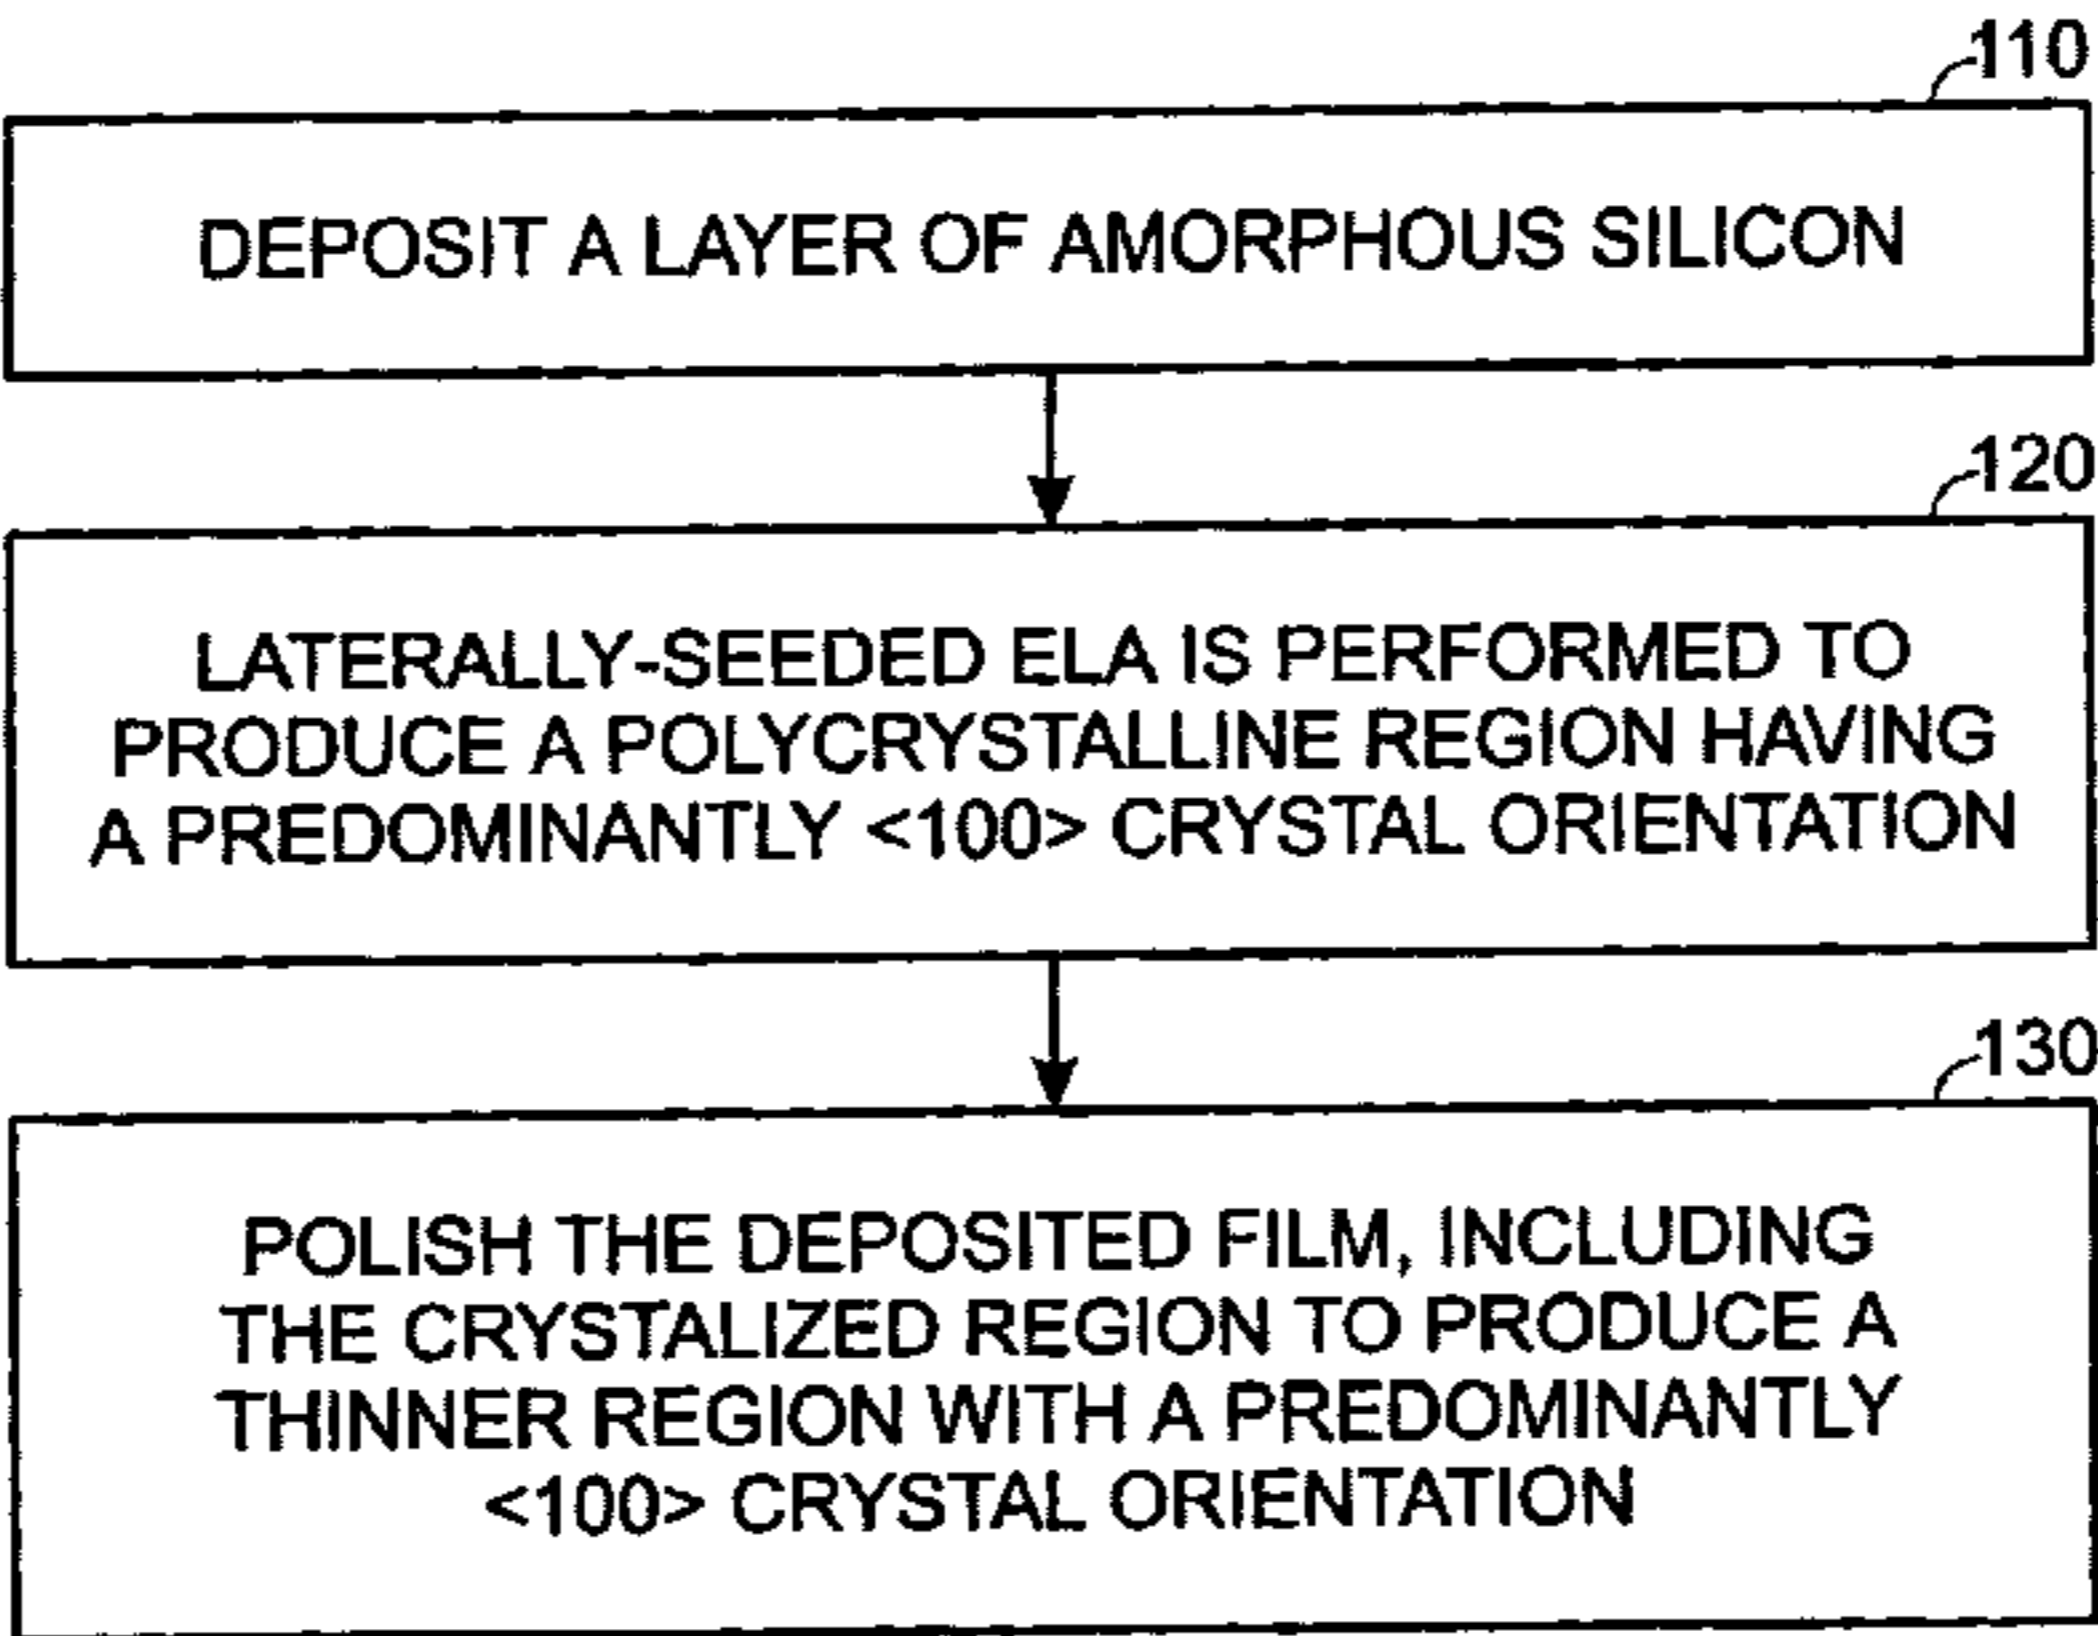 110
DEPOSIT A LAYER OF AMORPHOUS SILICON
120
LATERALLY-SEEDED ELA IS PERFORMED TO
PRODUCE A POLYCRYSTALLINE REGION HAVING
A PREDOMINANTLY <100> CRYSTAL ORIENTATION
130
POLISH THE DEPOSITED FILM, INCLUDING
THE CRYSTALIZED REGION TO PRODUCE A
THINNER REGION WITH A PREDOMINANTLY
<100> CRYSTAL ORIENTATION